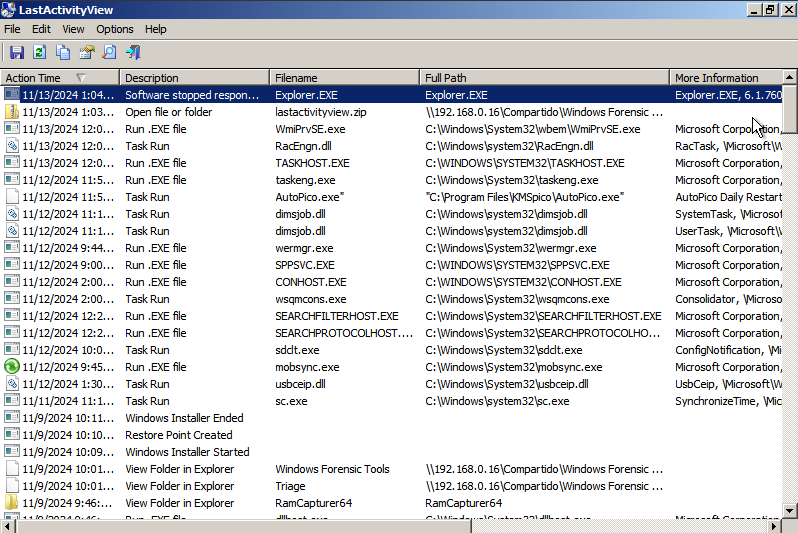 LastActivityView
File Edit View Options Help
Action Time Description Filename Full Path More Information
11/13/2024 1:04... Software stopped respon... Explorer.EXE Explorer.EXE Explorer.EXE, 6.1.760
11/13/2024 1:03... Open file or folder lastactivityview.zip \\192.168.0.16\Compartido\Windows Forensic ...
11/13/2024 12:0... Run .EXE file WmiPrvSE.exe C:\Windows\System32\wbem\WmiPrvSE.exe Microsoft Corporation,
11/13/2024 12:0... Task Run RacEngn.dll C:\Windows\System32\RacEngn.dll RacTask, \Microsoft\W
11/13/2024 12:0... Run .EXE file TASKHOST.EXE C:\WINDOWS\SYSTEM32\TASKHOST.EXE Microsoft Corporation,
11/12/2024 11:5... Run .EXE file taskeng.exe C:\Windows\System32\taskeng.exe Microsoft Corporation,
11/12/2024 11:5... Task Run AutoPico.exe" "C:\Program Files\KMSpico\AutoPico.exe" AutoPico Daily Restart
11/12/2024 11:1... Task Run dimsjob.dll C:\Windows\System32\dimsjob.dll SystemTask, \Microsof
11/12/2024 11:1... Task Run dimsjob.dll C:\Windows\System32\dimsjob.dll UserTask, \Microsoft\W
11/12/2024 9:44... Run .EXE file wermgr.exe C:\Windows\System32\wermgr.exe Microsoft Corporation,
11/12/2024 9:00... Run .EXE file SPPSVC.EXE C:\WINDOWS\SYSTEM32\SPPSVC.EXE Microsoft Corporation,
11/12/2024 2:00... Run .EXE file CONHOST.EXE C:\WINDOWS\SYSTEM32\CONHOST.EXE Microsoft Corporation,
11/12/2024 2:00... Task Run wsqmcons.exe C:\Windows\System32\wsqmcons.exe Consolidator, \Microso
11/12/2024 12:2... Run .EXE file SEARCHFILTERHOST.EXE C:\Windows\System32\SEARCHFILTERHOST.EXE Microsoft Corporation,
11/12/2024 12:2... Run .EXE file SEARCHPROTOCOLHOST.... C:\Windows\System32\SEARCHPROTOCOLHO... Microsoft Corporation,
11/12/2024 10:0... Task Run sdclt.exe C:\Windows\System32\sdclt.exe ConfigNotification, \Mic
11/12/2024 9:45... Run .EXE file mobsync.exe C:\Windows\System32\mobsync.exe Microsoft Corporation,
11/12/2024 1:30... Task Run usbceip.dll C:\Windows\System32\usbceip.dll UsbCeip, \Microsoft\W
11/11/2024 11:1... Task Run sc.exe C:\Windows\system32\sc.exe SynchronizeTime, \Mic
11/9/2024 10:11... Windows Installer Ended
11/9/2024 10:10... Restore Point Created
11/9/2024 10:09... Windows Installer Started
11/9/2024 10:01... View Folder in Explorer Windows Forensic Tools \\192.168.0.16\Compartido\Windows Forensic ...
11/9/2024 10:01... View Folder in Explorer Triage \\192.168.0.16\Compartido\Windows Forensic ...
11/9/2024 9:46:... View Folder in Explorer RamCapturer64 RamCapturer64
11/9/2024 9:46:... Run .EXE file dllhost.exe C:\Windows\System32\dllhost.exe Microsoft Corporation,